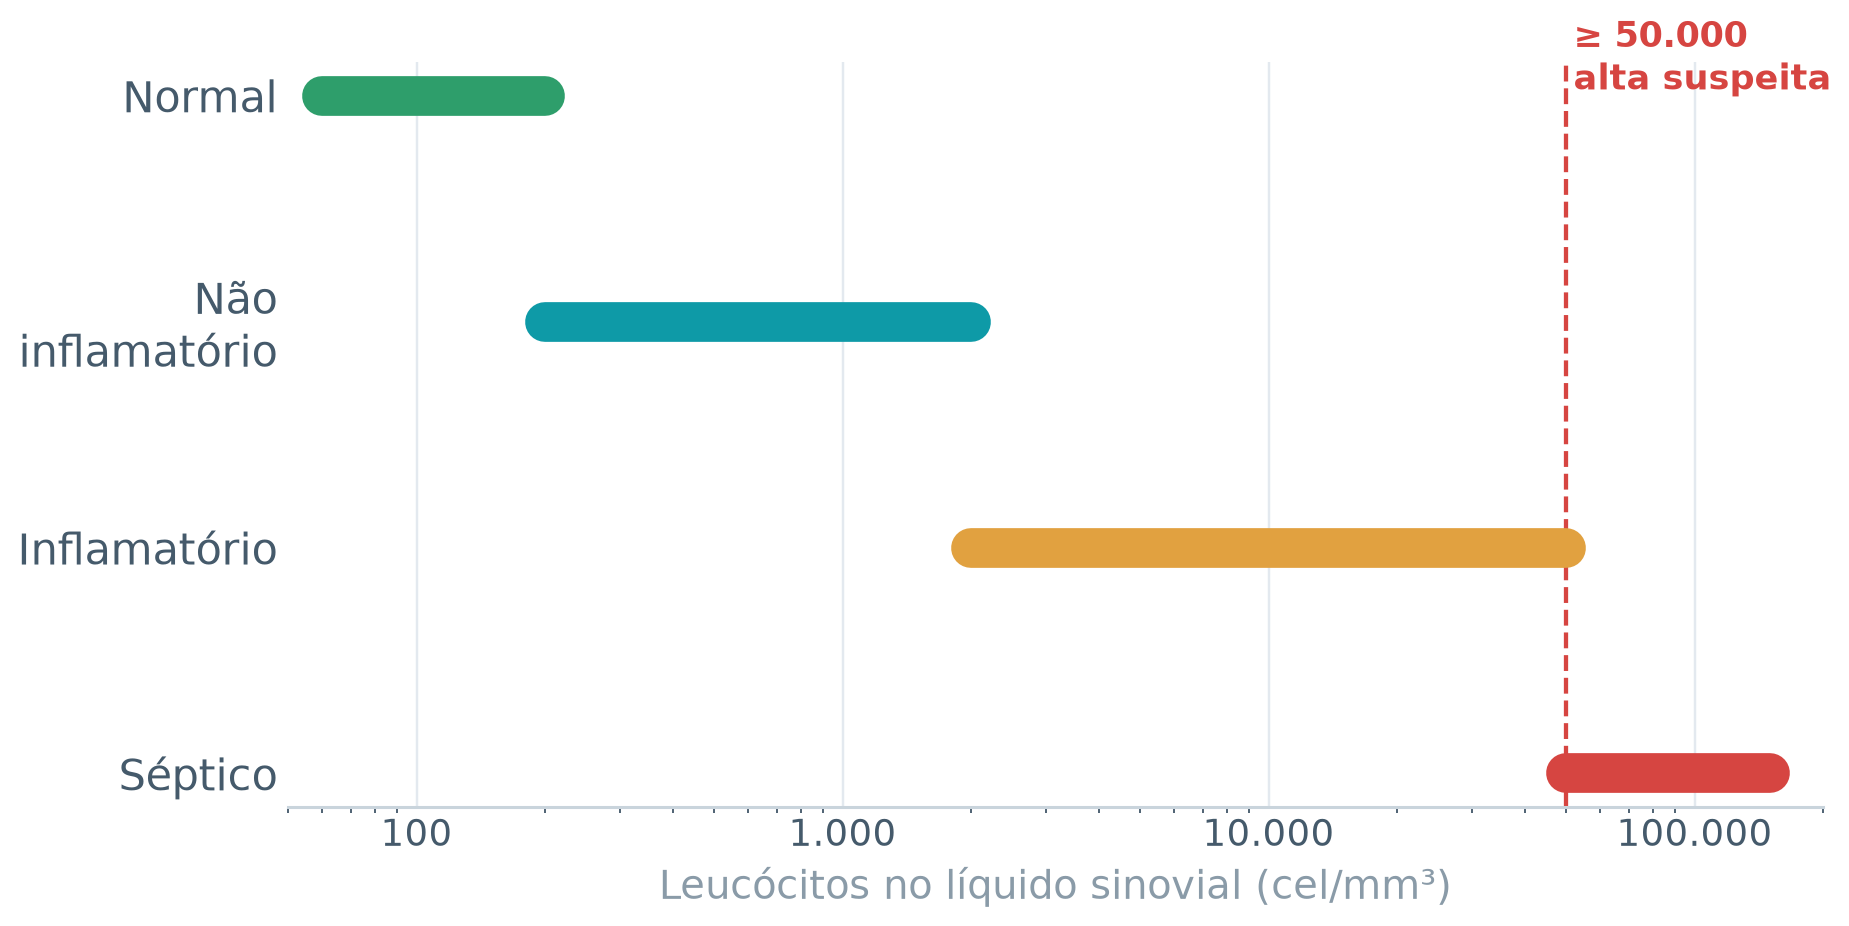 ≥ 50.000
alta suspeita
Normal
Não
inflamatório
Inflamatório
Séptico
100
1.000
10.000
100.000
Leucócitos no líquido sinovial (cel/mm³)